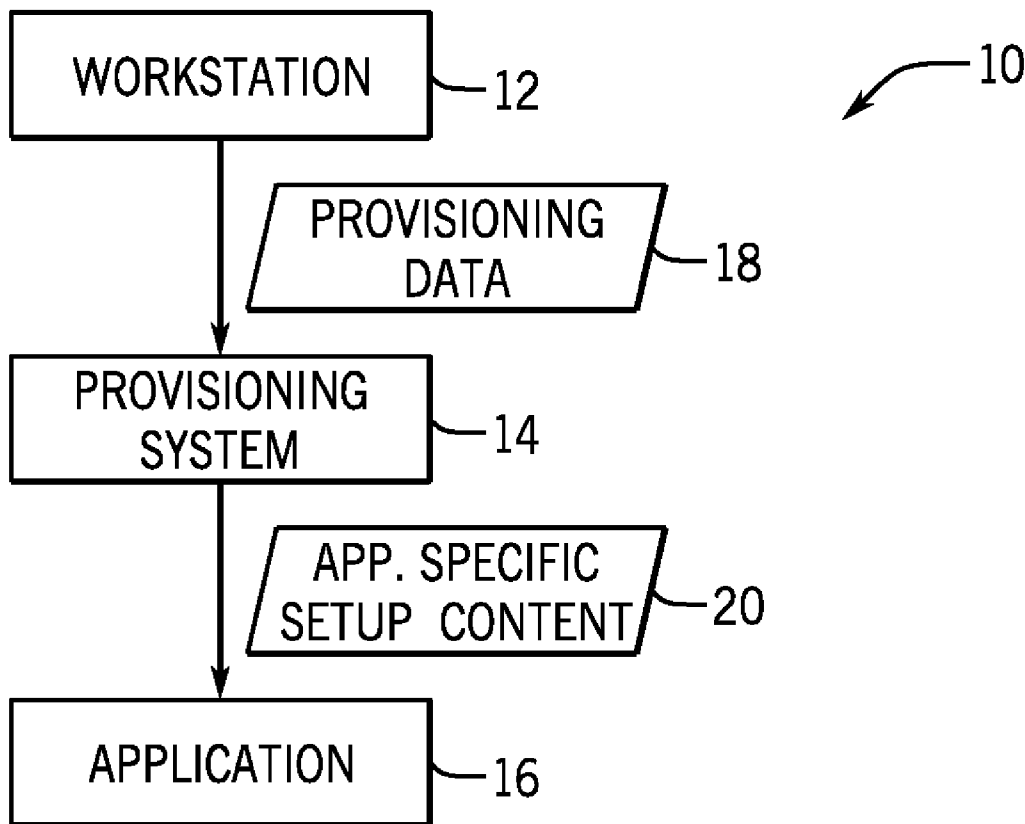 WORKSTATION
12
10
PROVISIONING
DATA
18
PROVISIONING
SYSTEM
14
APP. SPECIFIC
SETUP CONTENT
20
APPLICATION
16